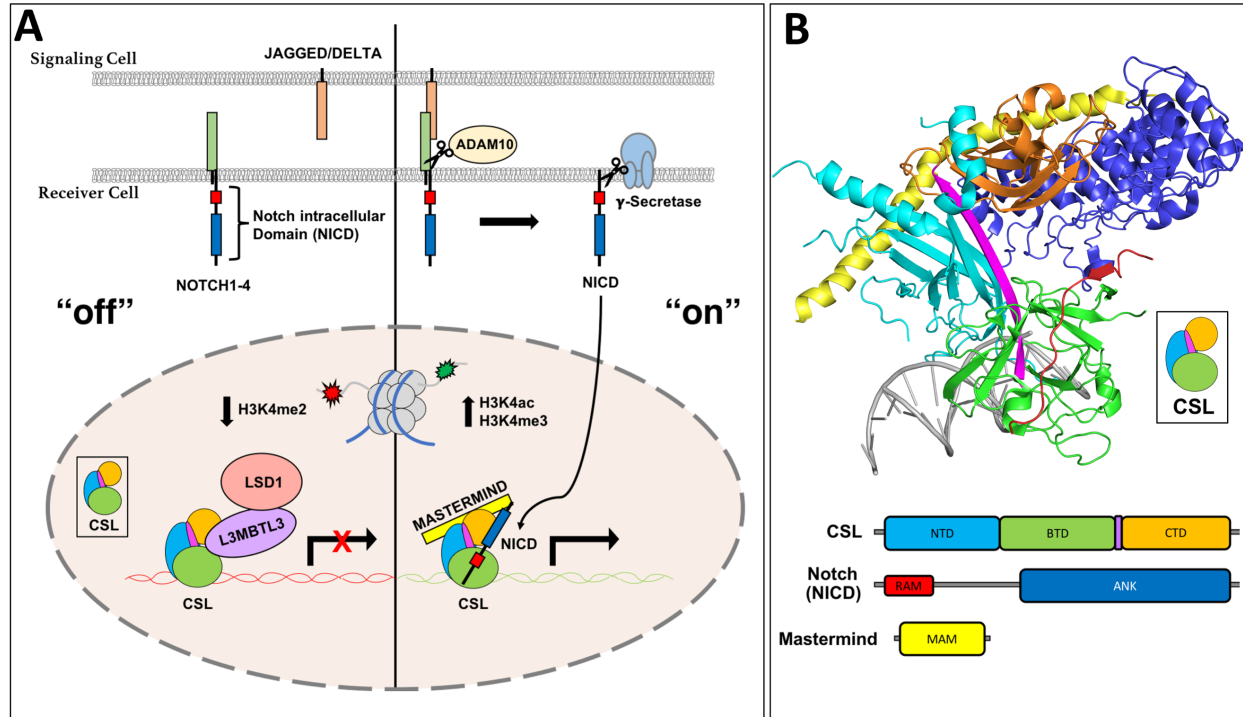 A
JAGGED/DELTA
Signaling Cell
ADAM10
Receiver Cell
γ-Secretase
Notch intracellular
Domain (NICD)
NOTCH1-4
NICD
“off”
“on”
H3K4me2
H3K4ac
H3K4me3
LSD1
L3MBTL3
CSL
X
CSL
MASTERMIND
NICD
CSL
B
CSL
CSL
NTD
BTD
CTD
Notch
(NICD)
RAM
ANK
Mastermind
MAM